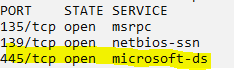 PORT STATE SERVICE
135/tcp open msrpc
139/tcp open netbios-ssn
445/tcp open microsoft-ds